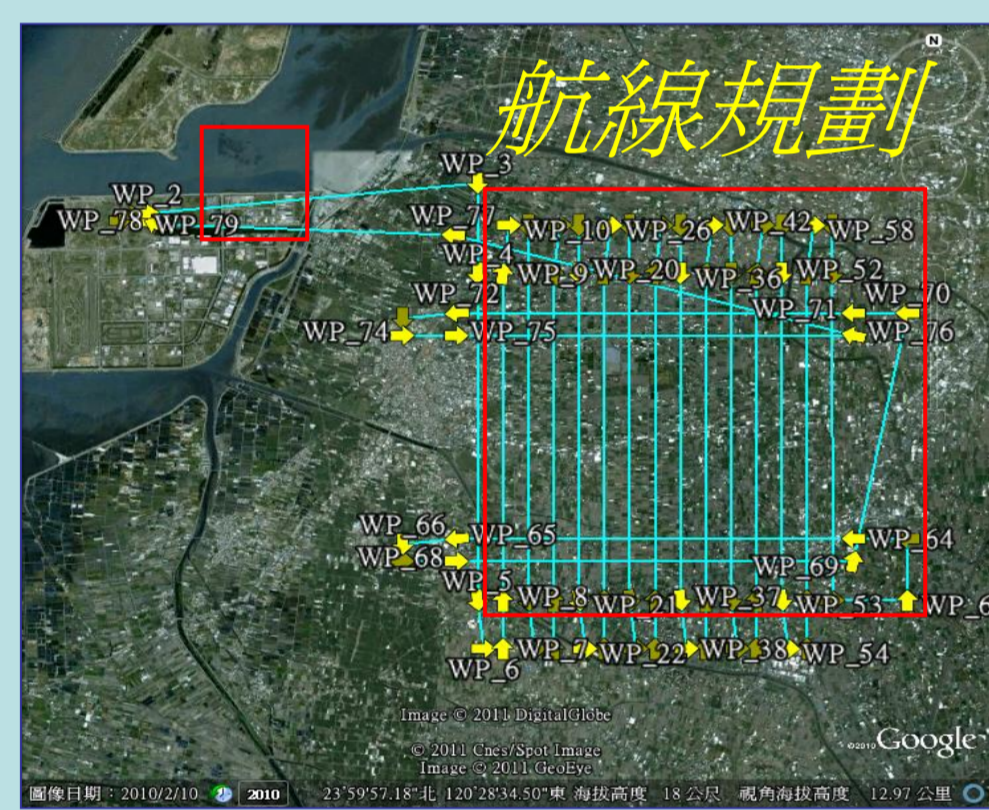 N
航線規劃
WP_3
WP_2
WP_78 WP_79
WP_77 WP_10 WP_26 WP_42 WP_58
WP_4 WP_9 WP_20 WP_36 WP_52
WP_72 WP_71 WP_70
WP_74 WP_75 WP_76
WP_66 WP_65 WP_64
WP_68 WP_69
WP_5 WP_8 WP_21 WP_37 WP_53 WP_6
WP_7 WP_22 WP_38 WP_54
WP_6
Image © 2011 DigitalGlobe
© 2011 Cnes/Spot Image
Image © 2011 GeoEye
©2010 Google
圖像日期：2010/2/10 2010 23°59'57.18"北 120°28'34.50"東 海拔高度 18 公尺 視角海拔高度 12.97 公里